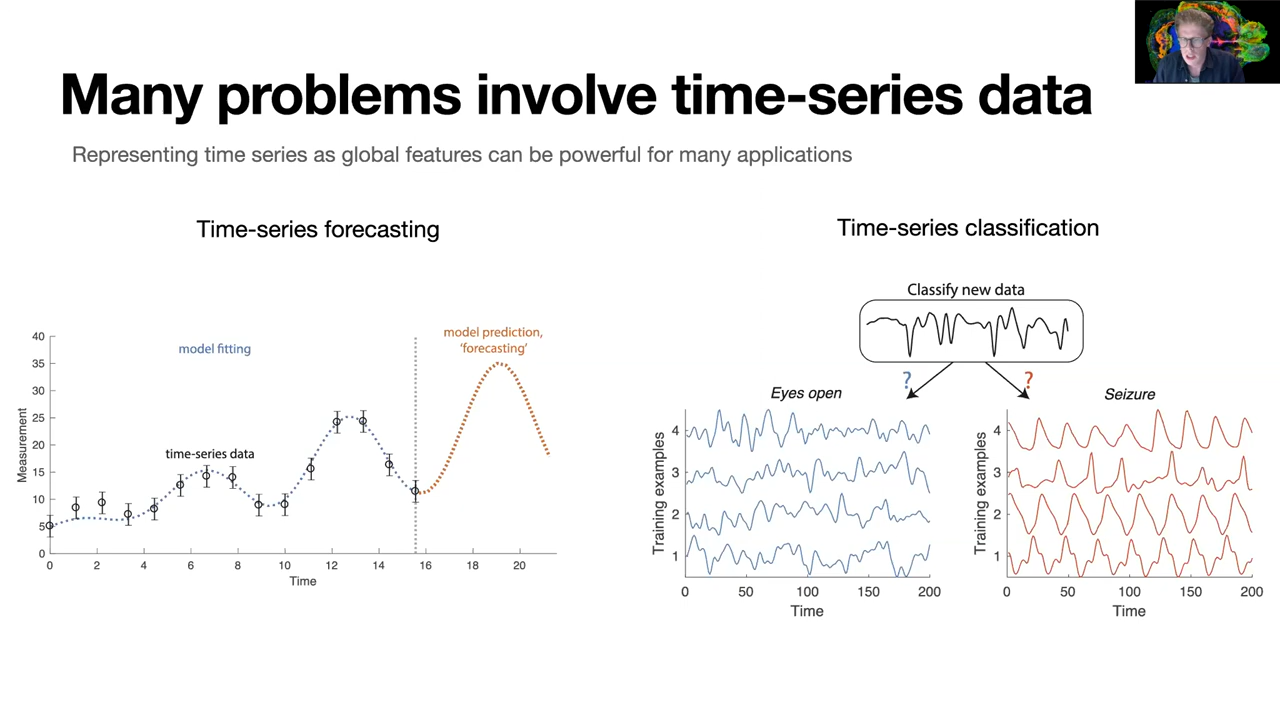 Many problems involve time-series data
Representing time series as global features can be powerful for many applications
Time-series forecasting
model fitting
model prediction,
'forecasting'
time-series data
Measurement
40
35
30
25
20
15
10
5
0
0 2 4 6 8 10 12 14 16 18 20
Time
Time-series classification
Classify new data
? ?
Eyes open
Training examples
4
3
2
1
0 50 100 150 200
Time
Seizure
Training examples
4
3
2
1
0 50 100 150 200
Time